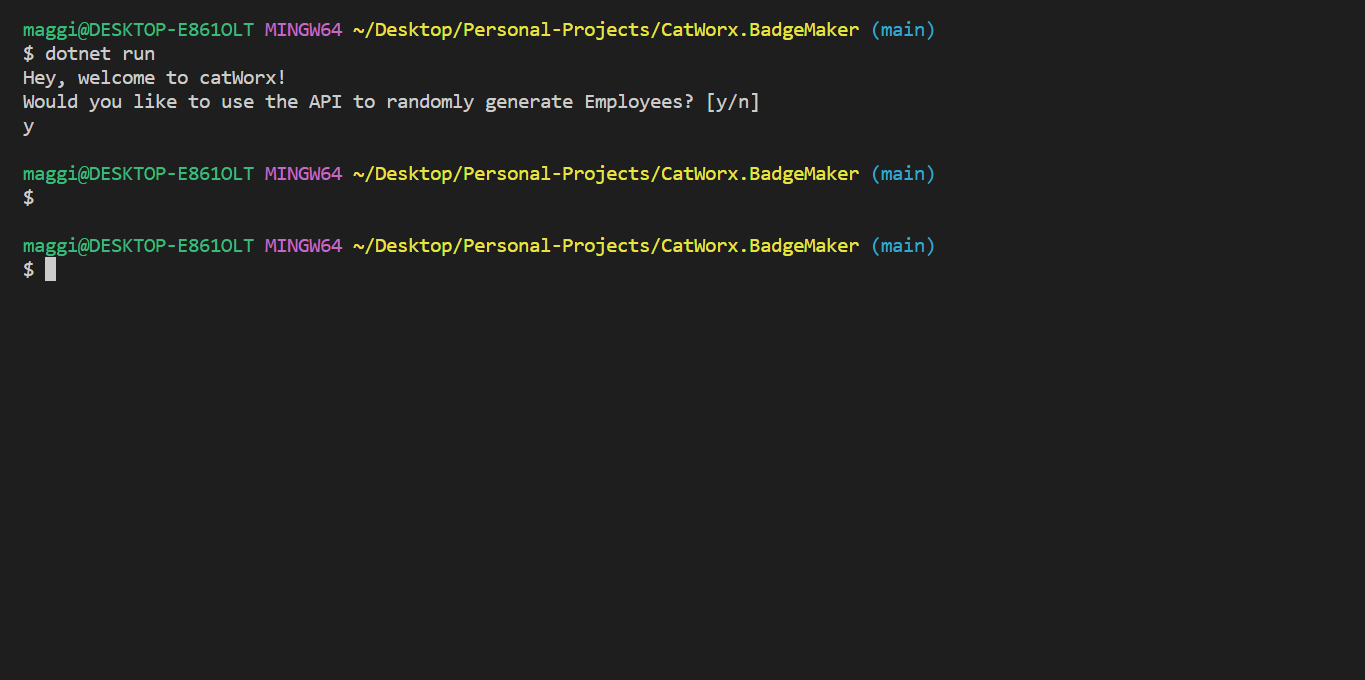 maggi@DESKTOP-E861OLT MINGW64 ~/Desktop/Personal-Projects/CatWorx.BadgeMaker (main)
$ dotnet run
Hey, welcome to catWorx!
Would you like to use the API to randomly generate Employees? [y/n]
y
maggi@DESKTOP-E861OLT MINGW64 ~/Desktop/Personal-Projects/CatWorx.BadgeMaker (main)
$
maggi@DESKTOP-E861OLT MINGW64 ~/Desktop/Personal-Projects/CatWorx.BadgeMaker (main)
$